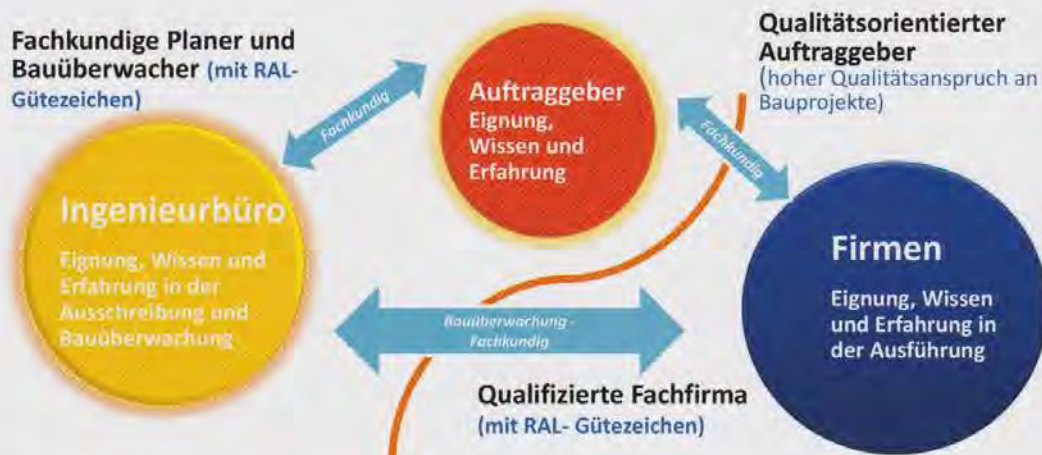 Fachkundige Planer und
Bauüberwacher (mit RAL-
Gütezeichen)
Fachkundig
Auftraggeber
Eignung,
Wissen und
Erfahrung
Qualitätsorientierter
Auftraggeber
(hoher Qualitätsanspruch an
Bauprojekte)
Fachkundig
Ingenieurbüro
Eignung, Wissen und
Erfahrung in der
Ausschreibung und
Bauüberwachung
Bauüberwachung -
Fachkundig
Firmen
Eignung, Wissen
und Erfahrung in
der Ausführung
Qualifizierte Fachfirma
(mit RAL- Gütezeichen)